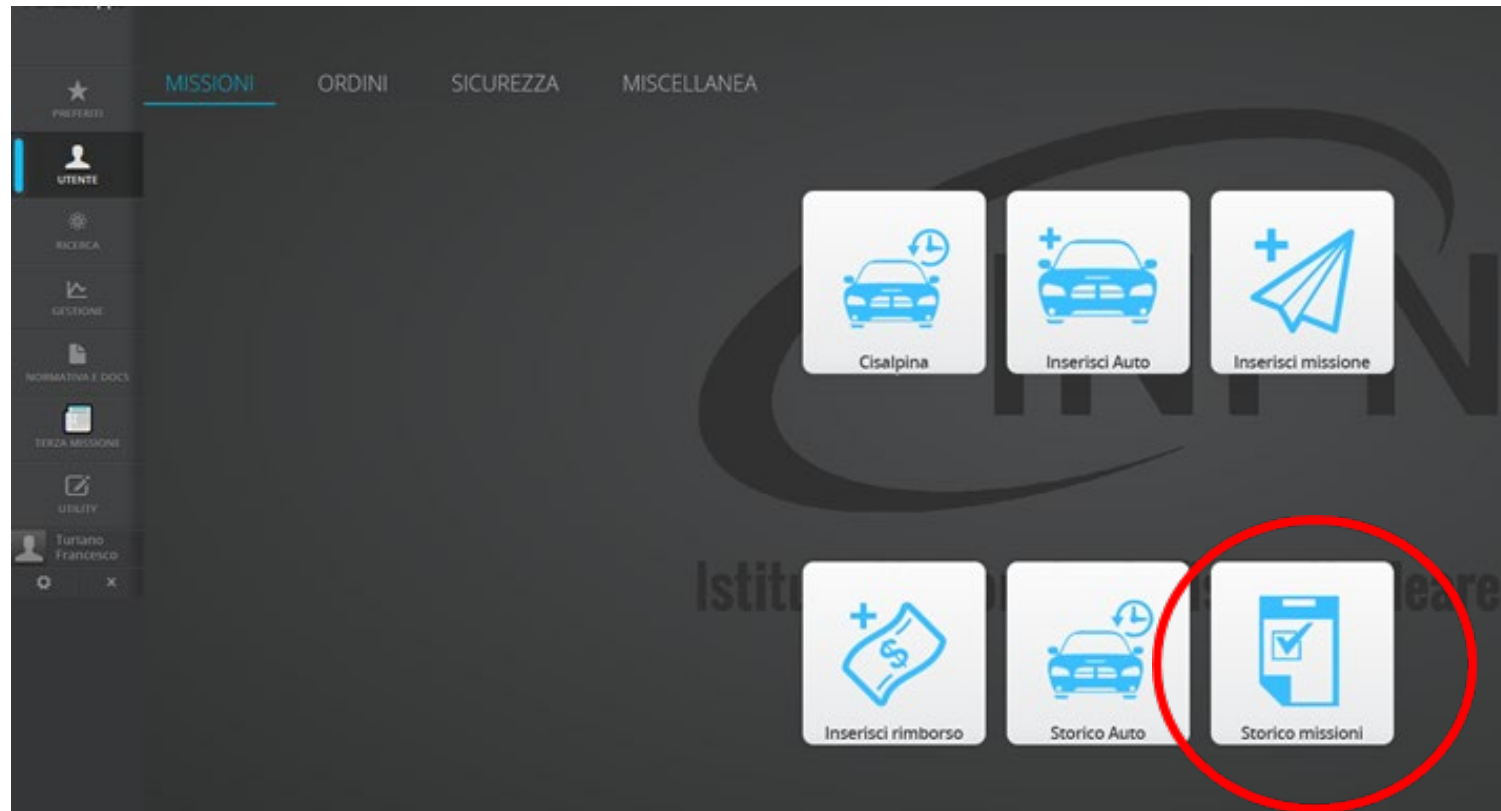 MISSIONI
ORDINI
SICUREZZA
MISCELLANEA
PREFERITI
UTENTE
RICERCA
GESTIONE
NORMATIVA E DOCS
TERZA MISSIONE
UTILITY
Turiano
Francesco
Cisalpina
Inserisci Auto
Inserisci missione
INFN
Inserisci rimborso
Storico Auto
Storico missioni